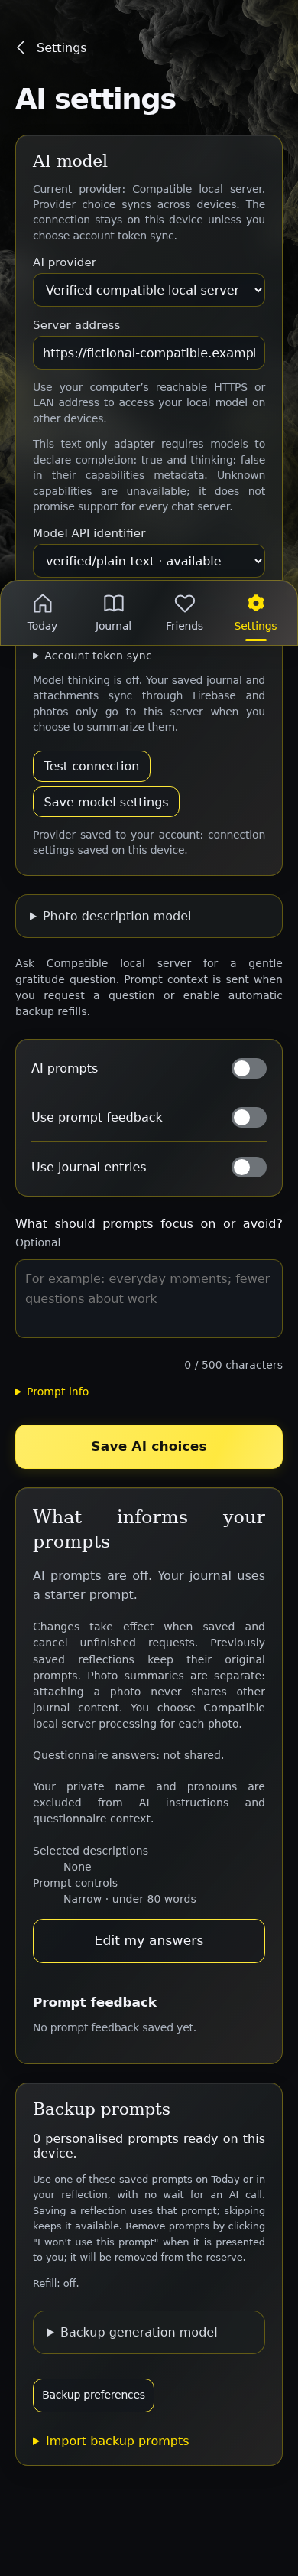 Settings
AI settings
AI model
Current provider: Compatible local server.
Provider choice syncs across devices. The
connection stays on this device unless you
choose account token sync.
AI provider
Verified compatible local server
Server address
https://fictional-compatible.exampl
Use your computer’s reachable HTTPS or
LAN address to access your local model on
other devices.
This text-only adapter requires models to
declare completion: true and thinking: false
in their capabilities metadata. Unknown
capabilities are unavailable; it does not
promise support for every chat server.
Model API identifier
verified/plain-text · available
Today
Journal
Friends
Settings
Account token sync
Model thinking is off. Your saved journal and
attachments sync through Firebase and
photos only go to this server when you
choose to summarize them.
Test connection
Save model settings
Provider saved to your account; connection
settings saved on this device.
Photo description model
Ask Compatible local server for a gentle
gratitude question. Prompt context is sent when
you request a question or enable automatic
backup refills.
AI prompts
Use prompt feedback
Use journal entries
What should prompts focus on or avoid?
Optional
For example: everyday moments; fewer
questions about work
0 / 500 characters
Prompt info
Save AI choices
What informs your
prompts
AI prompts are off. Your journal uses
a starter prompt.
Changes take effect when saved and
cancel unfinished requests. Previously
saved reflections keep their original
prompts. Photo summaries are separate:
attaching a photo never shares other
journal content. You choose Compatible
local server processing for each photo.
Questionnaire answers: not shared.
Your private name and pronouns are
excluded from AI instructions and
questionnaire context.
Selected descriptions
None
Prompt controls
Narrow · under 80 words
Edit my answers
Prompt feedback
No prompt feedback saved yet.
Backup prompts
0 personalised prompts ready on this
device.
Use one of these saved prompts on Today or in
your reflection, with no wait for an AI call.
Saving a reflection uses that prompt; skipping
keeps it available. Remove prompts by clicking
"I won't use this prompt" when it is presented
to you; it will be removed from the reserve.
Refill: off.
Backup generation model
Backup preferences
Import backup prompts